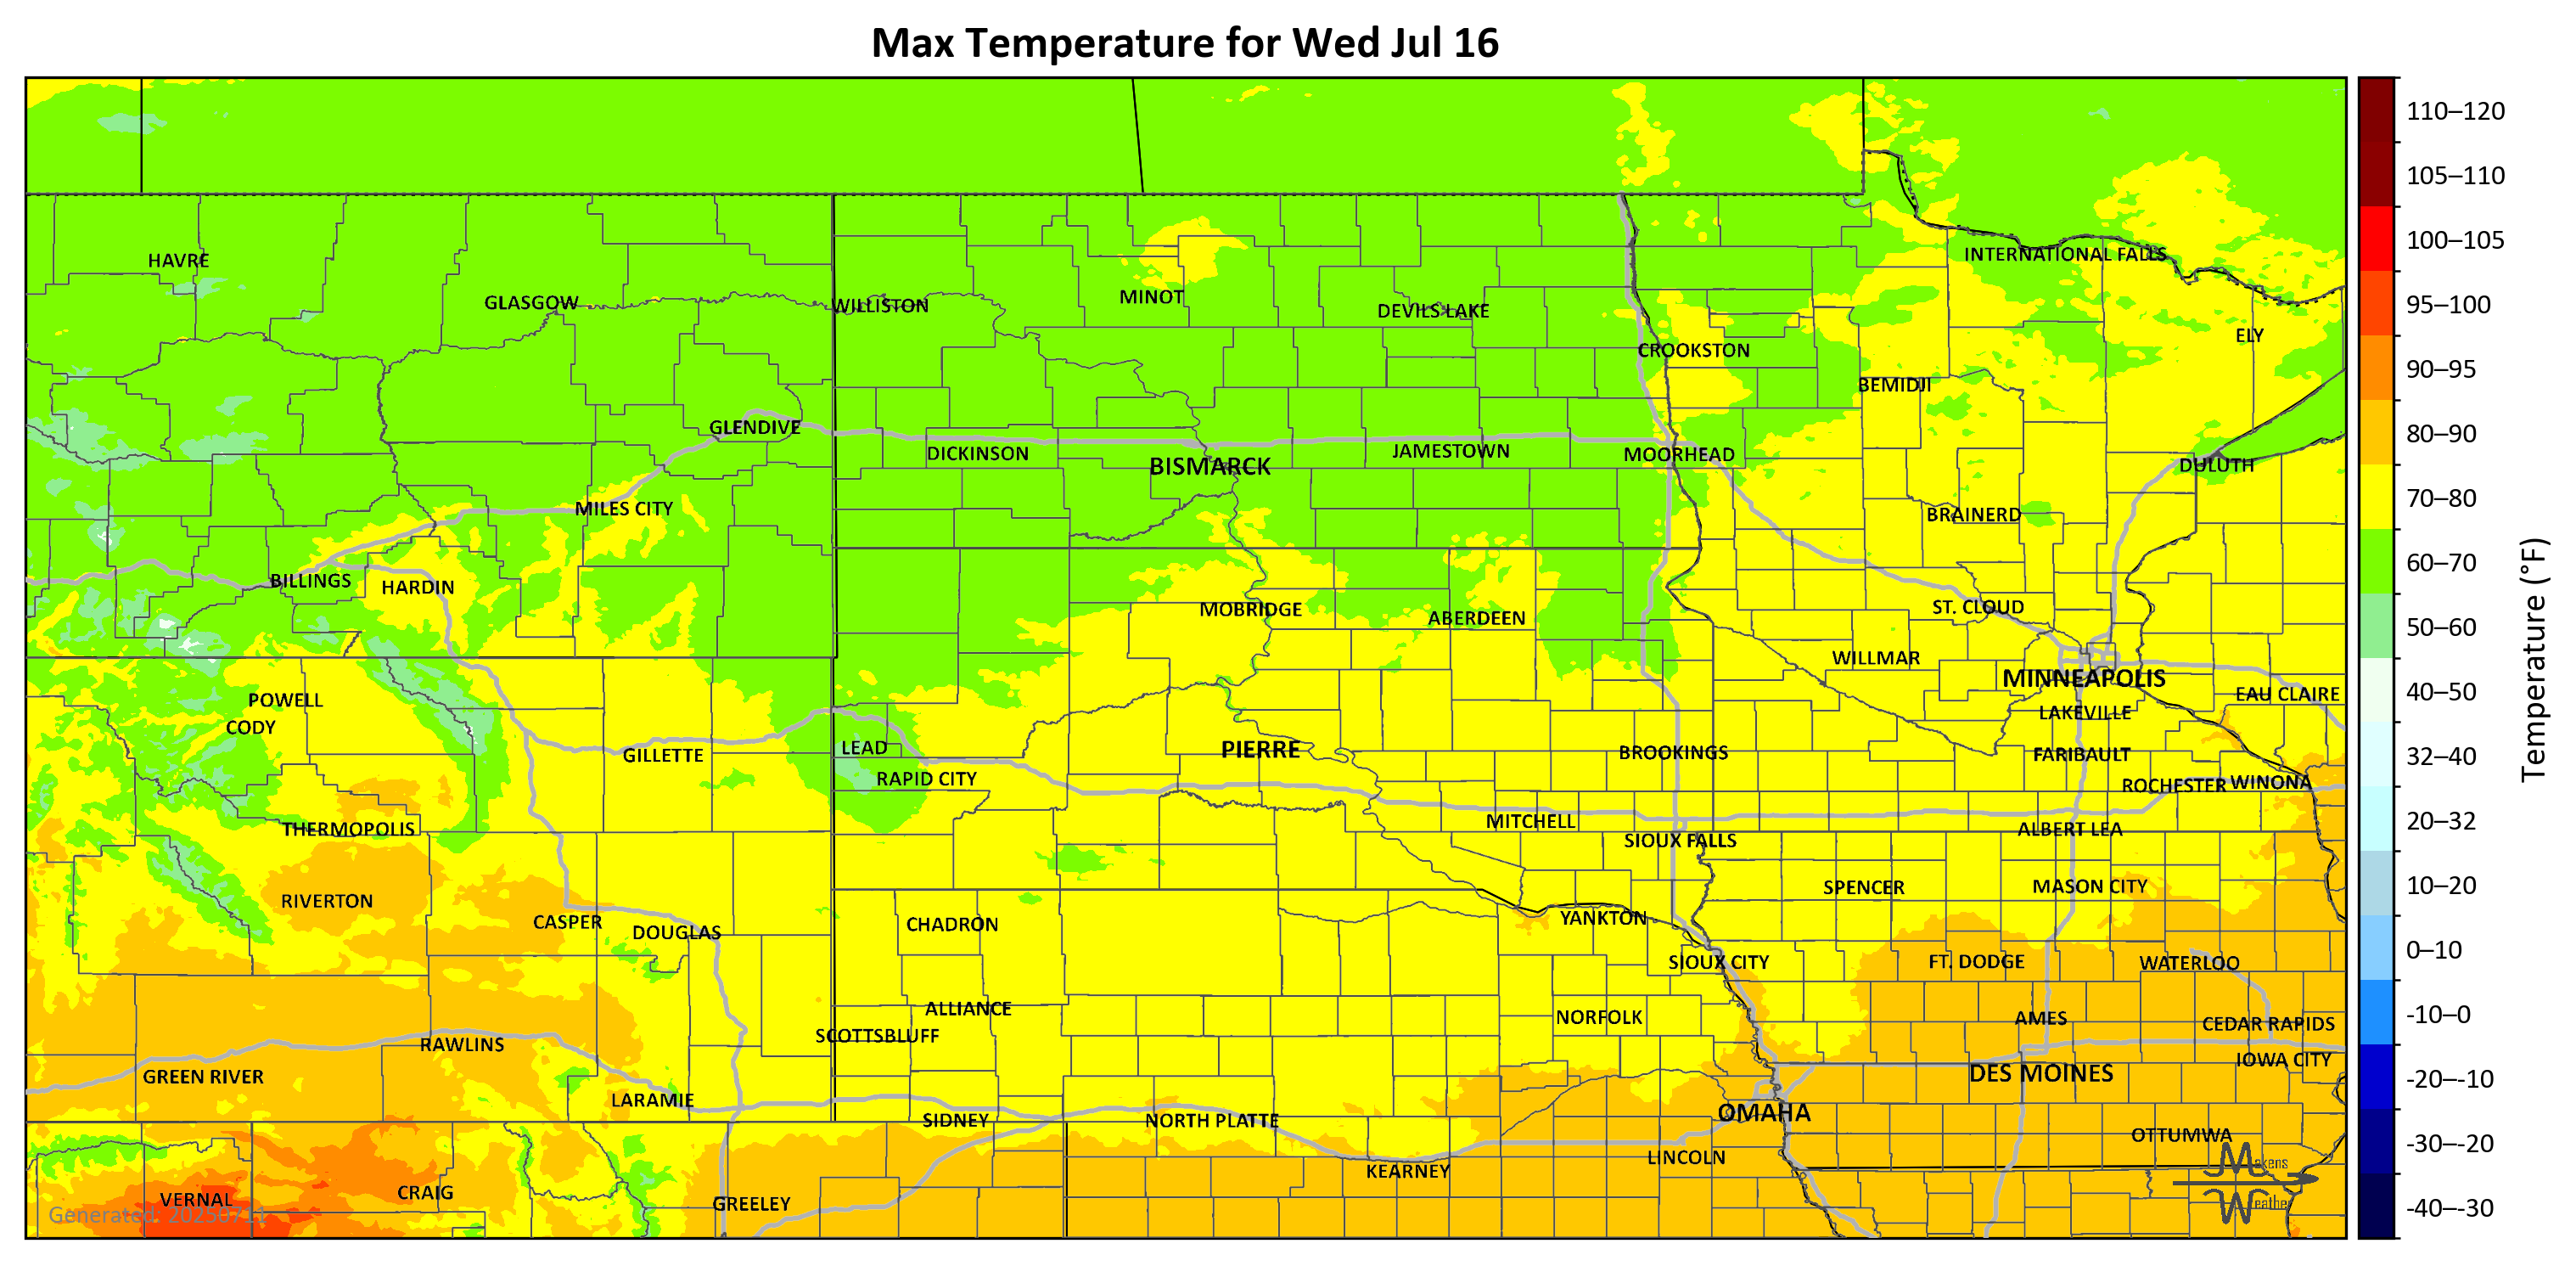 Max Temperature for Wed Jul 16
110–120
105–110
HAVRE
INTERNATIONAL FALLS
100–105
GLASGOW
WILLISTON
MINOT
DEVILS LAKE
95–100
ELY
CROOKSTON
90–95
BEMIDJI
GLENDIVE
80–90
DICKINSON
BISMARCK
JAMESTOWN
MOORHEAD
DULUTH
MILES CITY
BRAINERD
70–80
BILLINGS
HARDIN
60–70
MOBRIDGE
ABERDEEN
ST. CLOUD
50–60
WILLMAR
MINNEAPOLIS
Temperature (°F)
POWELL
EAU CLAIRE
40–50
CODY
LAKEVILLE
GILLETTE
LEAD
PIERRE
BROOKINGS
FARIBAULT
32–40
RAPID CITY
ROCHESTER
WINONA
THERMOPOLIS
MITCHELL
SIOUX FALLS
ALBERT LEA
20–32
RIVERTON
SPENCER
MASON CITY
10–20
CASPER
DOUGLAS
CHADRON
YANKTON
SIOUX CITY
FT. DODGE
WATERLOO
0–10
ALLIANCE
NORFOLK
AMES
CEDAR RAPIDS
-10–0
SCOTTSBLUFF
RAWLINS
IOWA CITY
GREEN RIVER
DES MOINES
-20–-10
LARAMIE
SIDNEY
NORTH PLATTE
OMAHA
OTTUMWA
-30–-20
LINCOLN
KEARNEY
Makens
Weather
VERNAL
CRAIG
GREELEY
-40–-30
Generated: 20250711